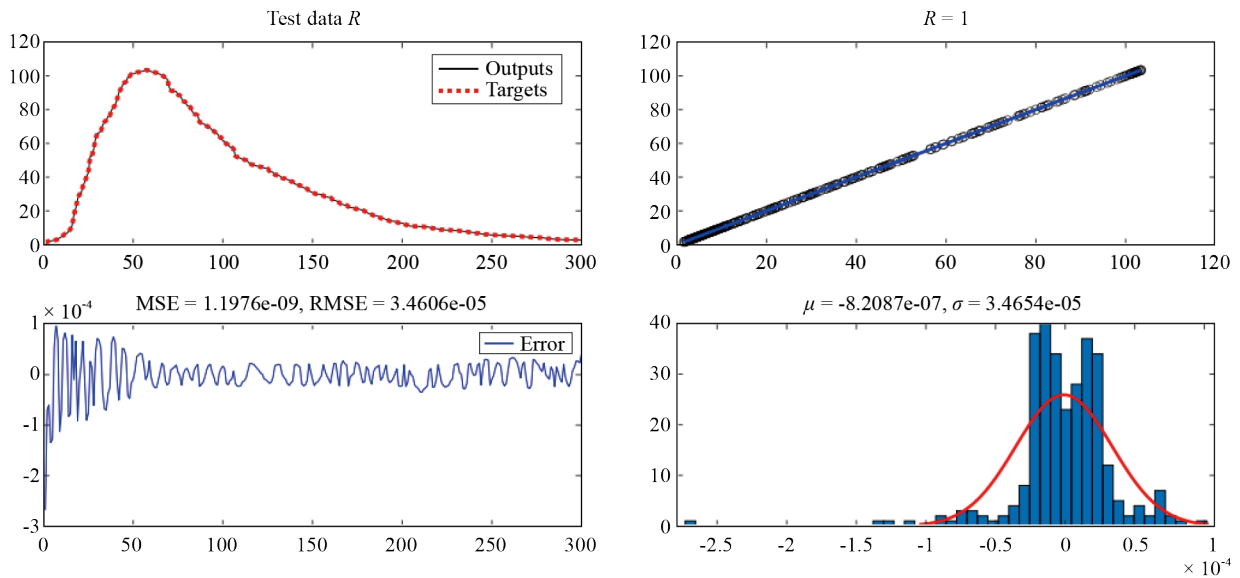 Test data R
120
100
80
60
40
20
0
0 50 100 150 200 250 300
Outputs
Targets
R = 1
120
100
80
60
40
20
0
0 20 40 60 80 100 120
MSE = 1.1976e-09, RMSE = 3.4606e-05
× 10-4
1
0
-1
-2
-3
0 50 100 150 200 250 300
Error
μ = -8.2087e-07, σ = 3.4654e-05
40
30
20
10
0
-2.5 -2 -1.5 -1 -0.5 0 0.5 1
× 10-4